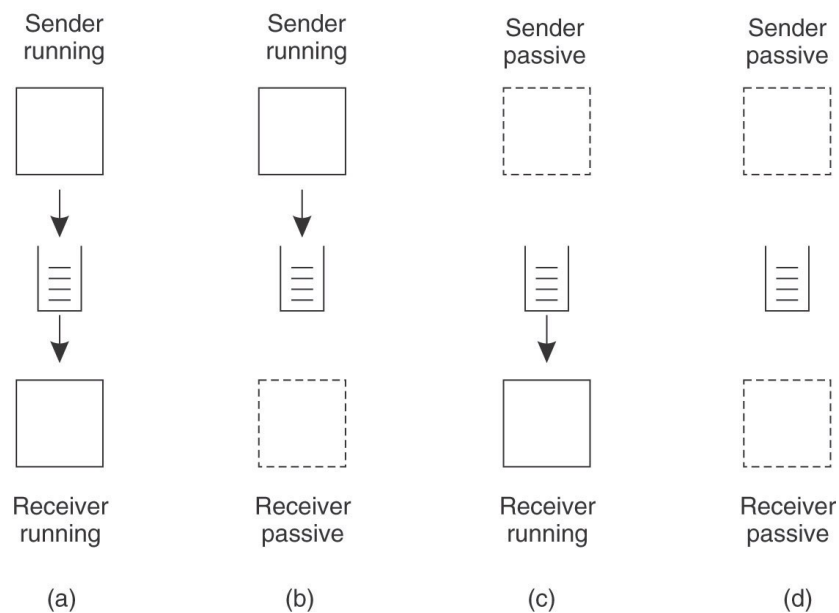 Sender
running
Sender
running
Sender
passive
Sender
passive
Receiver
running
Receiver
passive
Receiver
running
Receiver
passive
(a)
(b)
(c)
(d)